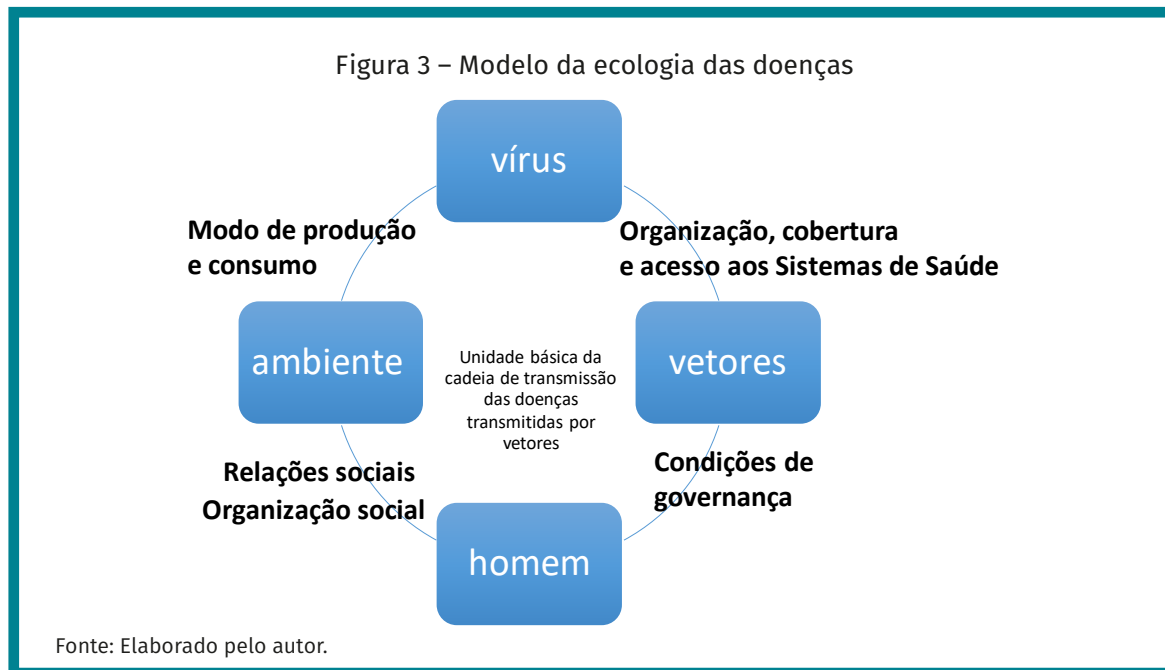 Figura 3 – Modelo da ecologia das doenças
vírus
Modo de produção
e consumo
Organização, cobertura
e acesso aos Sistemas de Saúde
ambiente
Unidade básica da
cadeia de transmissão
das doenças
transmitidas por
vetores
vetores
Relações sociais
Organização social
Condições de
governança
homem
Fonte: Elaborado pelo autor.